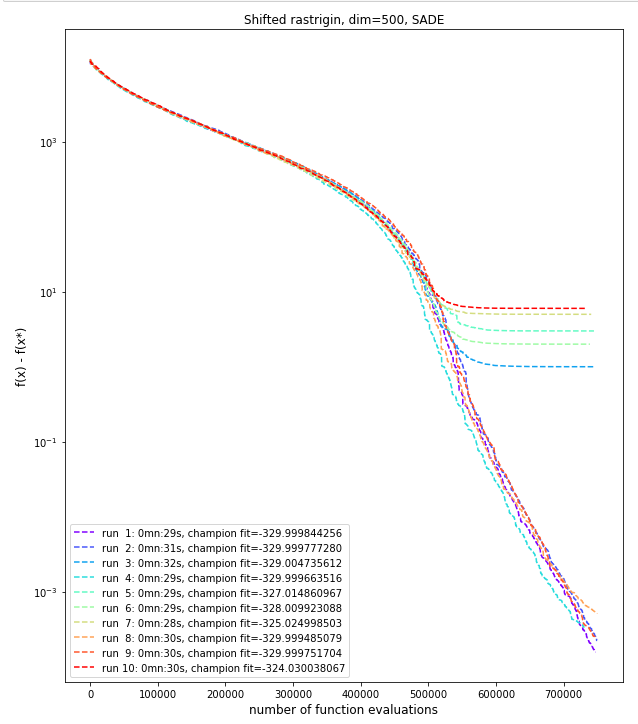 Shifted rastrigin, dim=500, SADE
f(x) - f(x*)
10³
10¹
10⁻¹
10⁻³
run 1: 0mn:29s, champion fit=-329.999844256
run 2: 0mn:31s, champion fit=-329.999777280
run 3: 0mn:32s, champion fit=-329.004735612
run 4: 0mn:29s, champion fit=-329.999663516
run 5: 0mn:29s, champion fit=-327.014860967
run 6: 0mn:29s, champion fit=-328.009923088
run 7: 0mn:28s, champion fit=-325.024998503
run 8: 0mn:30s, champion fit=-329.999485079
run 9: 0mn:30s, champion fit=-329.999751704
run 10: 0mn:30s, champion fit=-324.030038067
0 100000 200000 300000 400000 500000 600000 700000
number of function evaluations